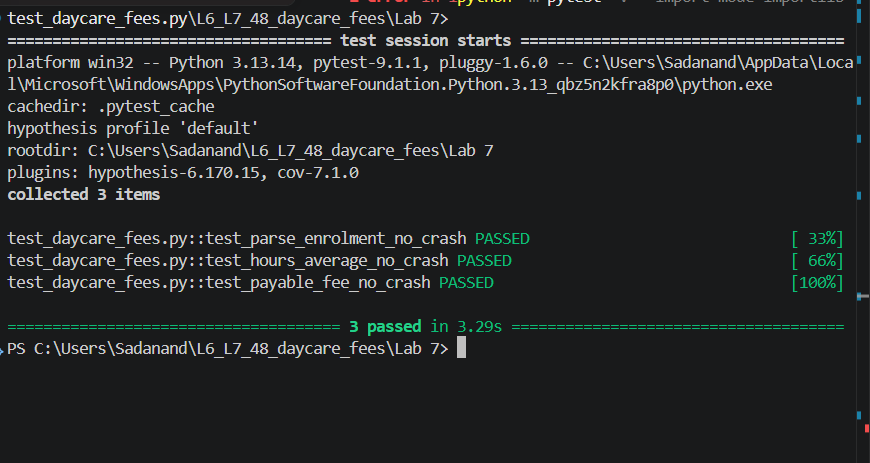 test_daycare_fees.py\L6_L7_48_daycare_fees\Lab 7>
=================================== test session starts ===================================
platform win32 -- Python 3.13.14, pytest-9.1.1, pluggy-1.6.0 -- C:\Users\Sadanand\AppData\Loca
l\Microsoft\WindowsApps\PythonSoftwareFoundation.Python.3.13_qbz5n2kfra8p0\python.exe
cachedir: .pytest_cache
hypothesis profile 'default'
rootdir: C:\Users\Sadanand\L6_L7_48_daycare_fees\Lab 7
plugins: hypothesis-6.170.15, cov-7.1.0
collected 3 items
test_daycare_fees.py::test_parse_enrolment_no_crash PASSED [ 33%]
test_daycare_fees.py::test_hours_average_no_crash PASSED [ 66%]
test_daycare_fees.py::test_payable_fee_no_crash PASSED [100%]
==================================== 3 passed in 3.29s ====================================
PS C:\Users\Sadanand\L6_L7_48_daycare_fees\Lab 7>